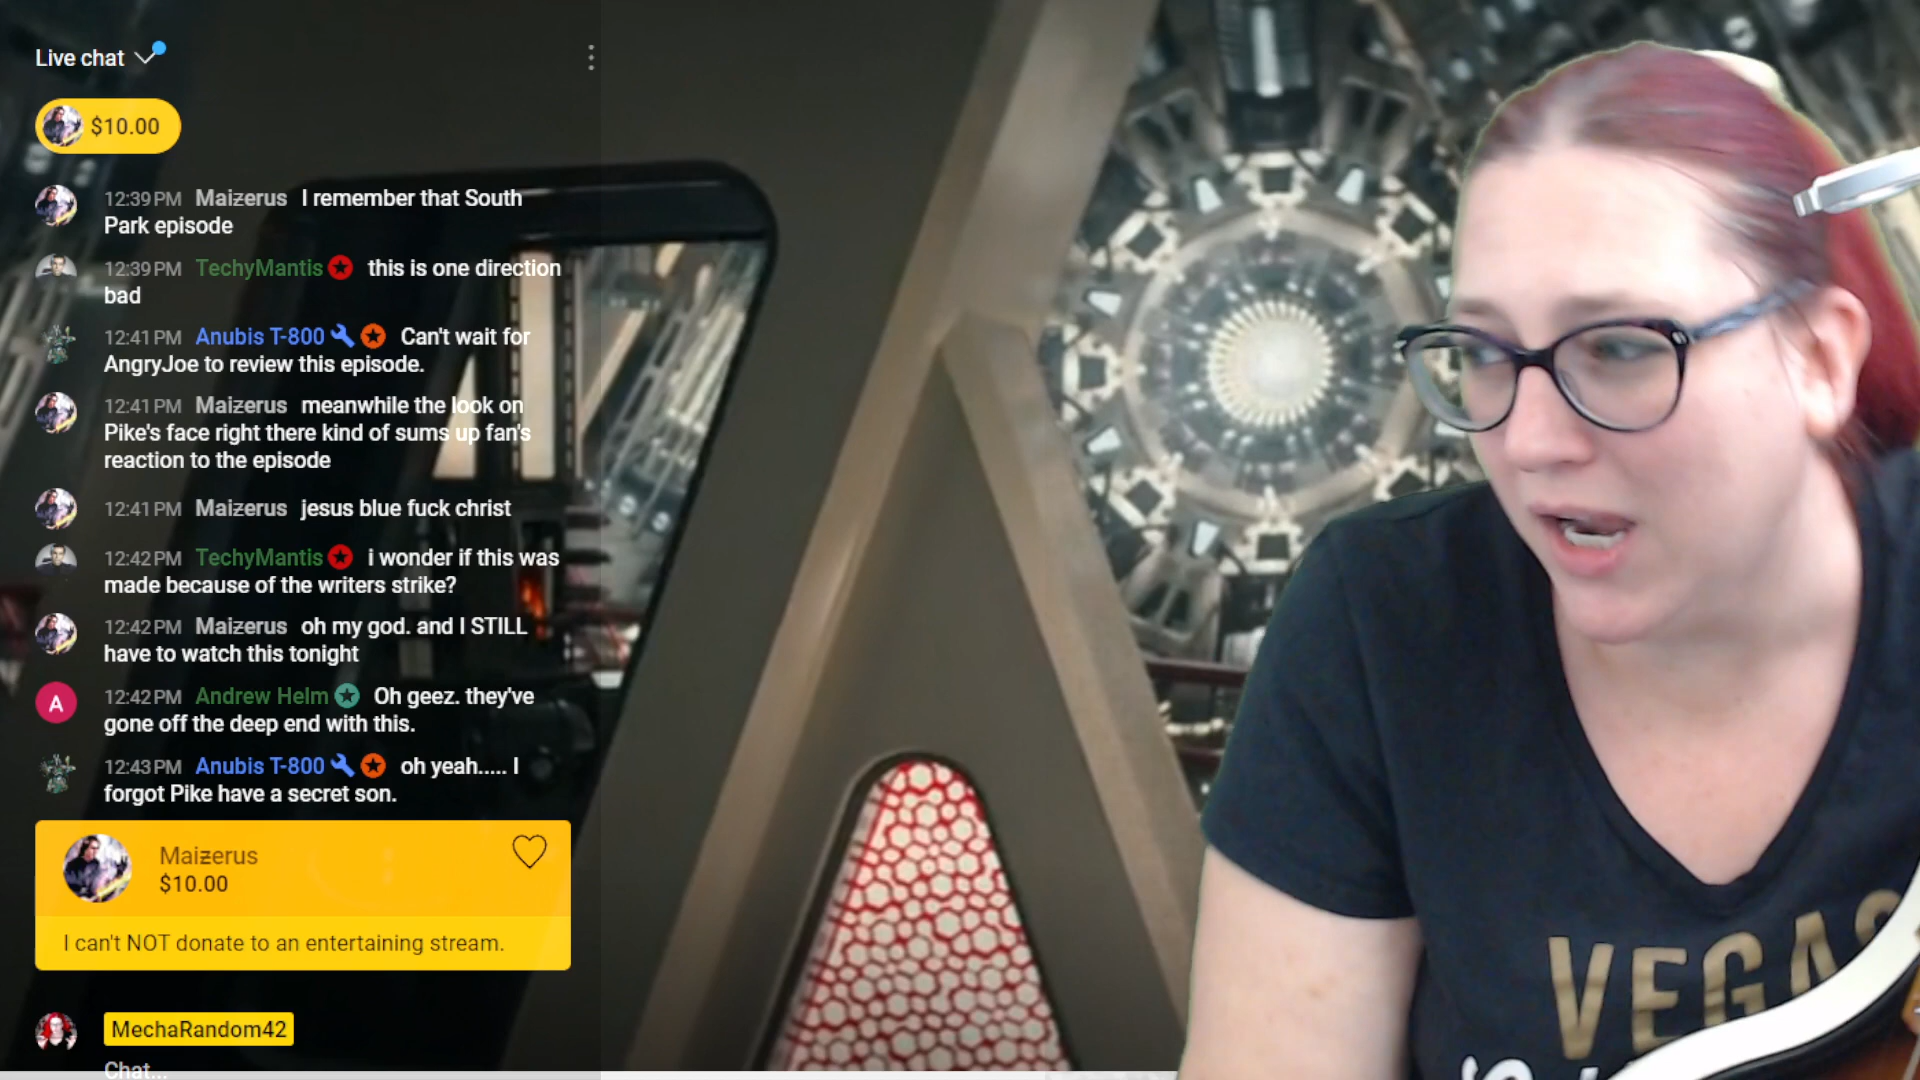 Live chat
$10.00
12:39 PM Maizerus I remember that South
Park episode
12:39 PM TechyMantis this is one direction
bad
12:41 PM Anubis T-800 Can't wait for
AngryJoe to review this episode.
12:41 PM Maizerus meanwhile the look on
Pike's face right there kind of sums up fan's
reaction to the episode
12:41 PM Maizerus jesus blue fuck christ
12:42 PM TechyMantis i wonder if this was
made because of the writers strike?
12:42 PM Maizerus oh my god. and I STILL
have to watch this tonight
A
12:42 PM Andrew Helm Oh geez. they've
gone off the deep end with this.
12:43 PM Anubis T-800 oh yeah..... I
forgot Pike have a secret son.
Maizerus
$10.00
I can't NOT donate to an entertaining stream.
MechaRandom42
Chat...
VEGAS